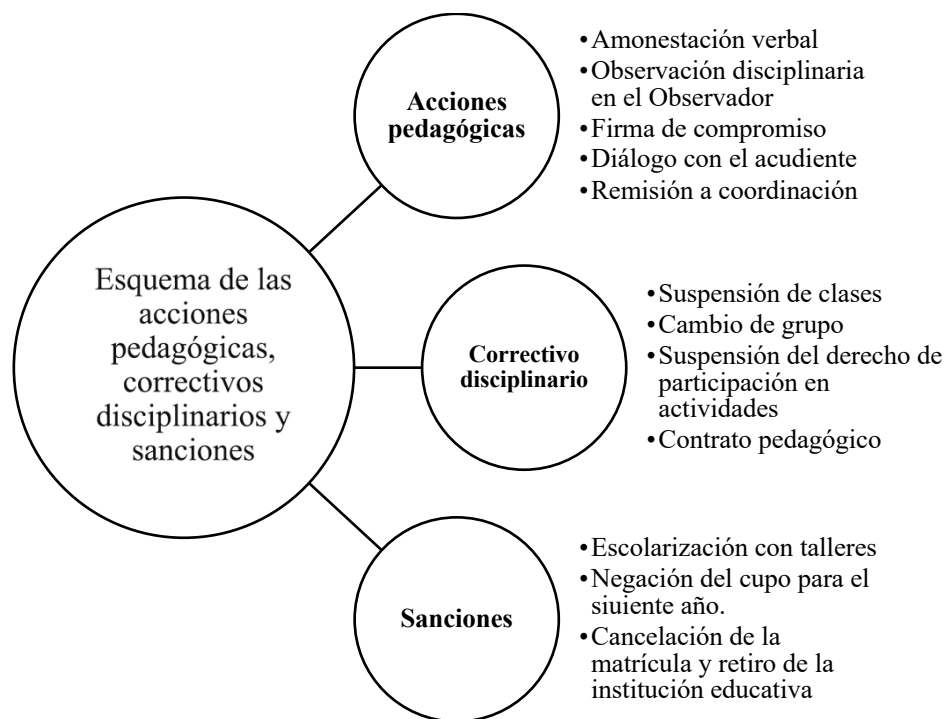 Esquema de las
acciones
pedagógicas,
correctivos
disciplinarios y
sanciones
Acciones
pedagógicas
•Amonestación verbal
•Observación disciplinaria
en el Observador
•Firma de compromiso
•Diálogo con el acudiente
•Remisión a coordinación
Correctivo
disciplinario
•Suspensión de clases
•Cambio de grupo
•Suspensión del derecho de
participación en
actividades
•Contrato pedagógico
Sanciones
•Escolarización con talleres
•Negación del cupo para el
siuiente año.
•Cancelación de la
matrícula y retiro de la
institución educativa